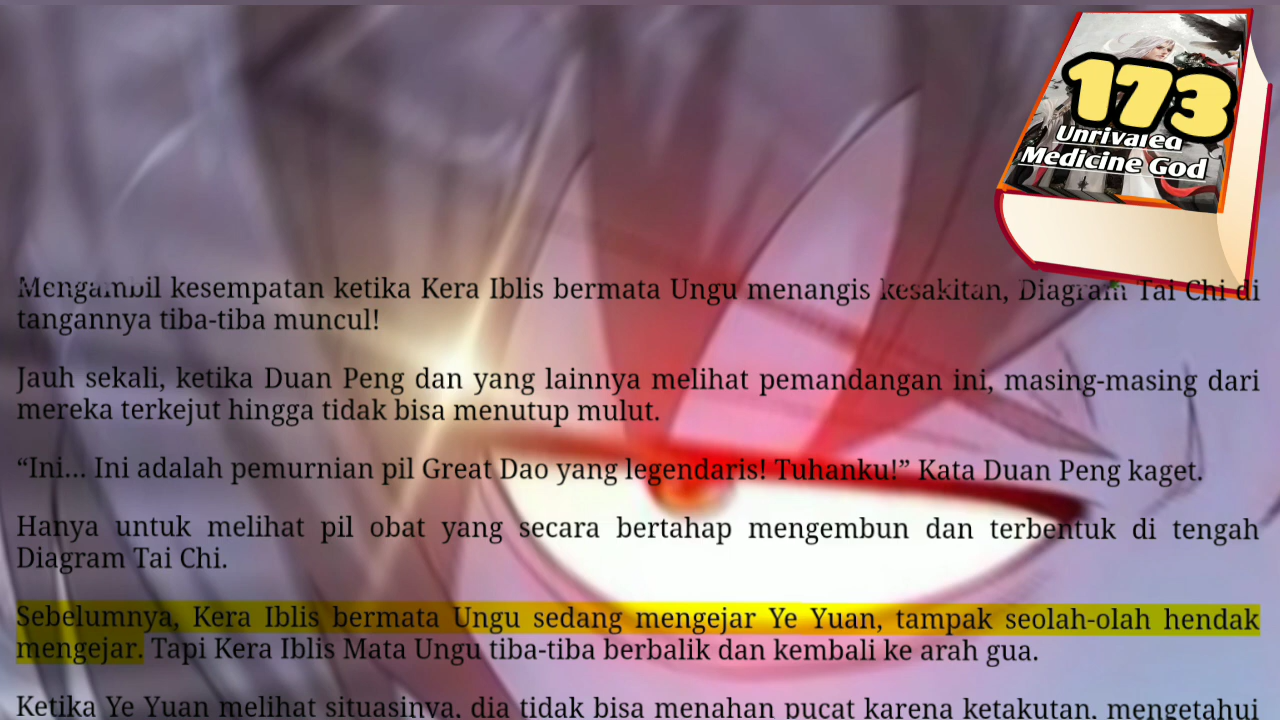 173
Unrivaled
Medicine God
Mengambil kesempatan ketika Kera Iblis bermata Ungu menangis kesakitan, Diagram Tai Chi di
tangannya tiba-tiba muncul!
Jauh sekali, ketika Duan Peng dan yang lainnya melihat pemandangan ini, masing-masing dari
mereka terkejut hingga tidak bisa menutup mulut.
“Ini... Ini adalah pemurnian pil Great Dao yang legendaris! Tuhanku!” Kata Duan Peng kaget.
Hanya untuk melihat pil obat yang secara bertahap mengembun dan terbentuk di tengah
Diagram Tai Chi.
Sebelumnya, Kera Iblis bermata Ungu sedang mengejar Ye Yuan, tampak seolah-olah hendak
mengejar. Tapi Kera Iblis Mata Ungu tiba-tiba berbalik dan kembali ke arah gua.
Ketika Ye Yuan melihat situasinya, dia tidak bisa menahan pucat karena ketakutan, mengetahui